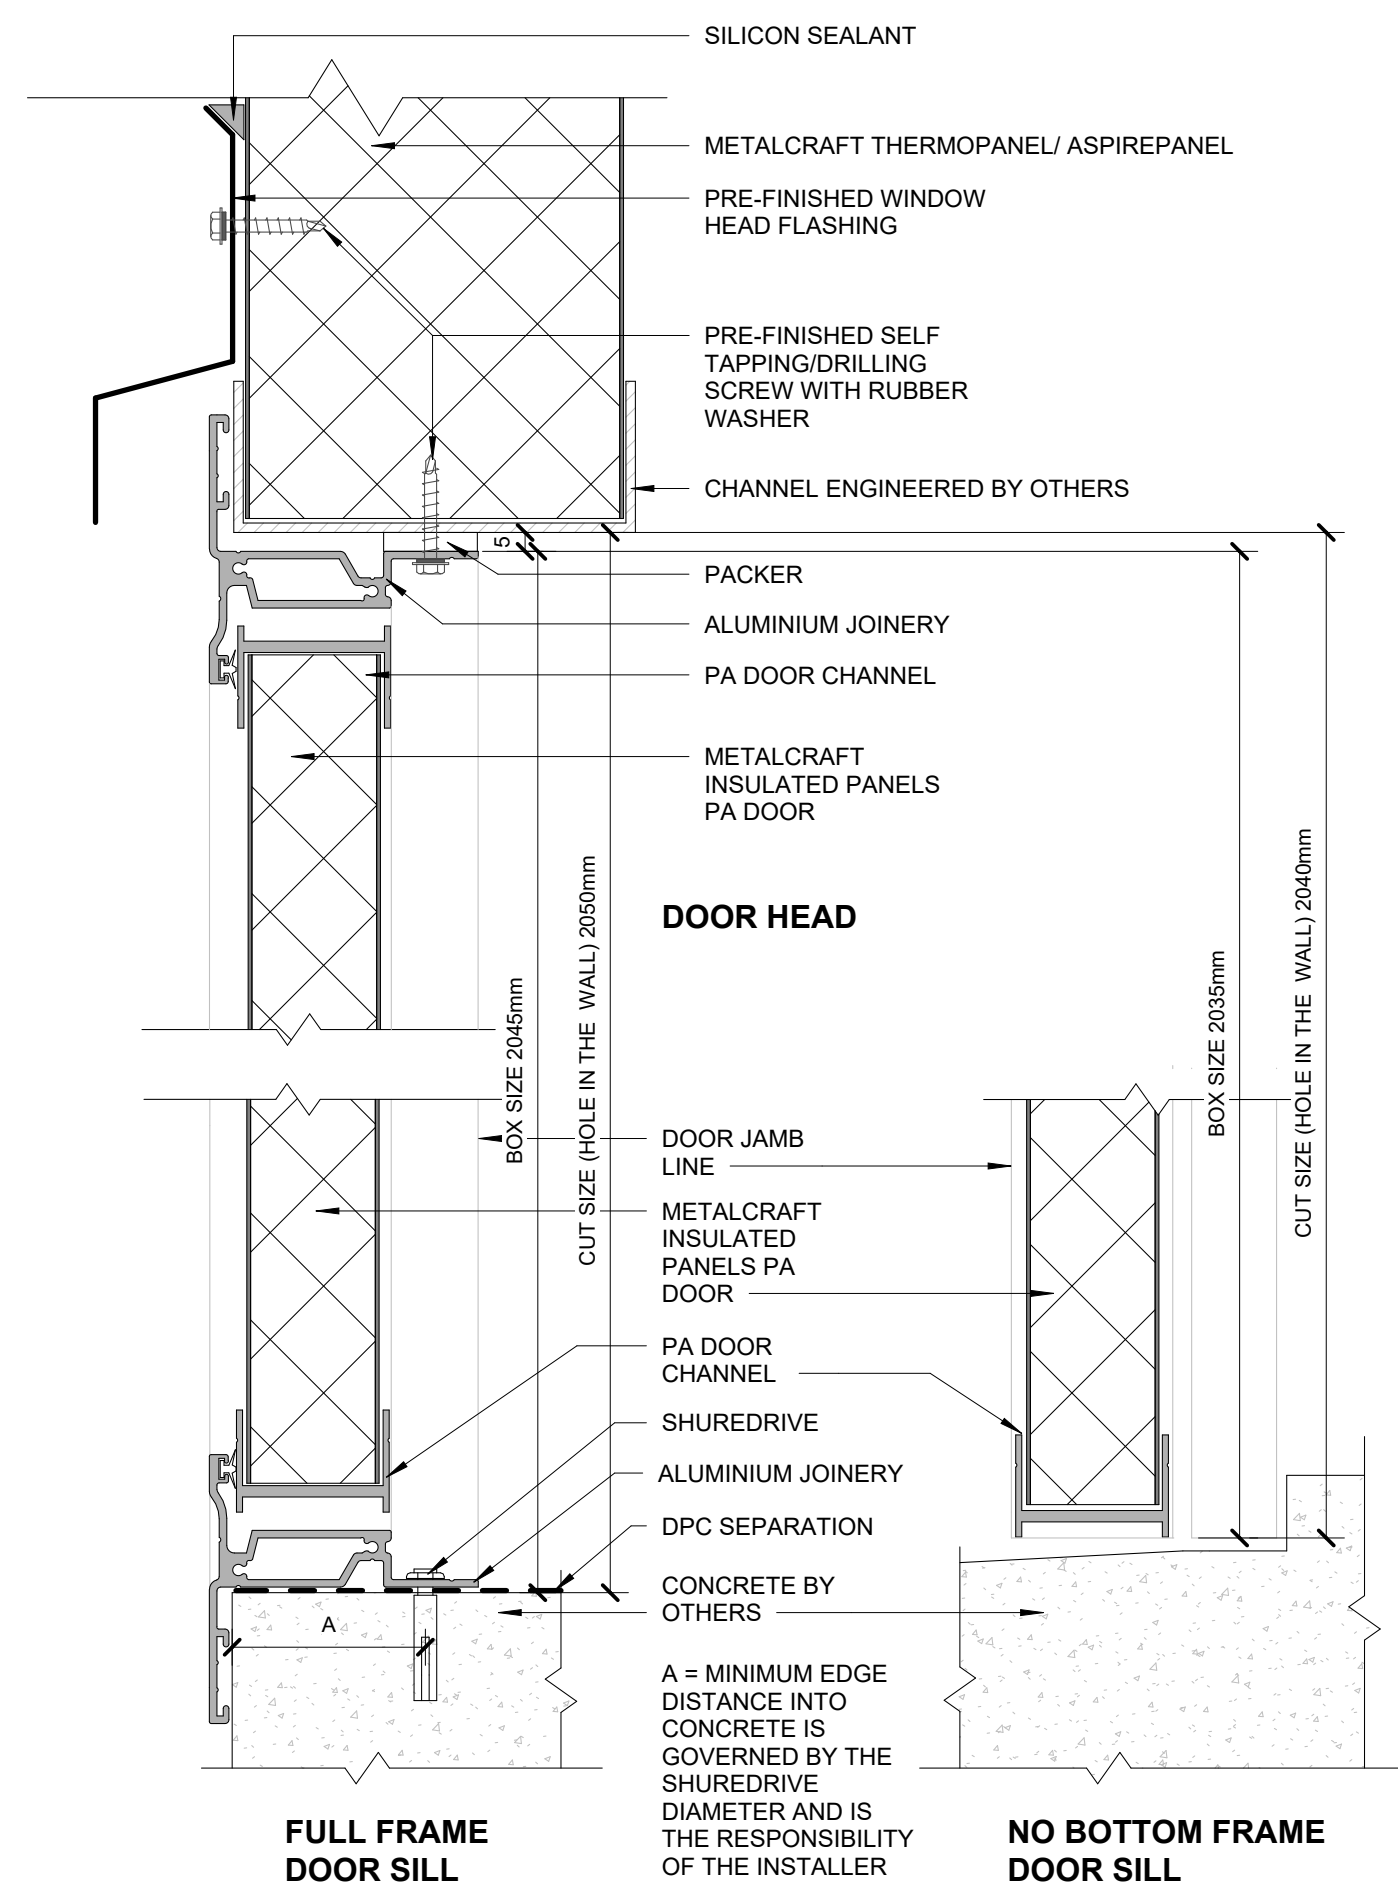 SILICON SEALANT
METALCRAFT THERMOPANEL/ ASPIREPANEL
PRE-FINISHED WINDOW
HEAD FLASHING
PRE-FINISHED SELF
TAPPING/DRILLING
SCREW WITH RUBBER
WASHER
CHANNEL ENGINEERED BY OTHERS
5
PACKER
ALUMINIUM JOINERY
PA DOOR CHANNEL
METALCRAFT
INSULATED PANELS
PA DOOR
DOOR HEAD
BOX SIZE 2045mm
CUT SIZE (HOLE IN THE WALL) 2050mm
BOX SIZE 2035mm
CUT SIZE (HOLE IN THE WALL) 2040mm
DOOR JAMB
LINE
METALCRAFT
INSULATED
PANELS PA
DOOR
PA DOOR
CHANNEL
SHUREDRIVE
ALUMINIUM JOINERY
DPC SEPARATION
CONCRETE BY
OTHERS
A
A = MINIMUM EDGE
DISTANCE INTO
CONCRETE IS
GOVERNED BY THE
SHUREDRIVE
DIAMETER AND IS
THE RESPONSIBILITY
OF THE INSTALLER
FULL FRAME
DOOR SILL
NO BOTTOM FRAME
DOOR SILL